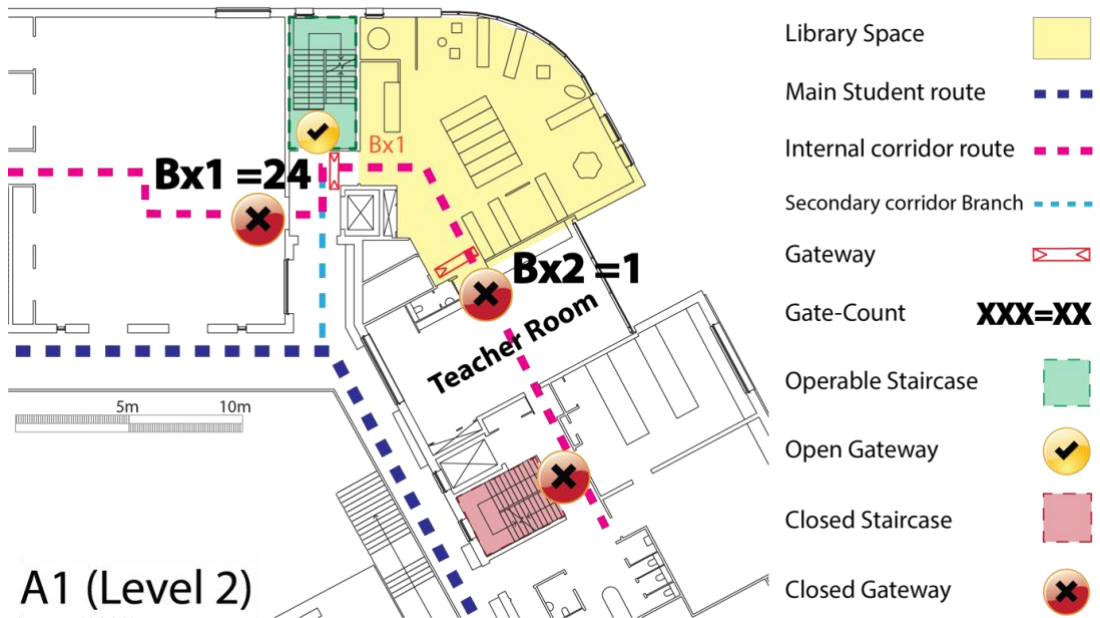 Bx1
Bx1 =24
Bx2 =1
Teacher Room
5m
10m
A1 (Level 2)
Library Space
Main Student route
Internal corridor route
Secondary corridor Branch
Gateway
Gate-Count XXX=XX
Operable Staircase
Open Gateway
Closed Staircase
Closed Gateway